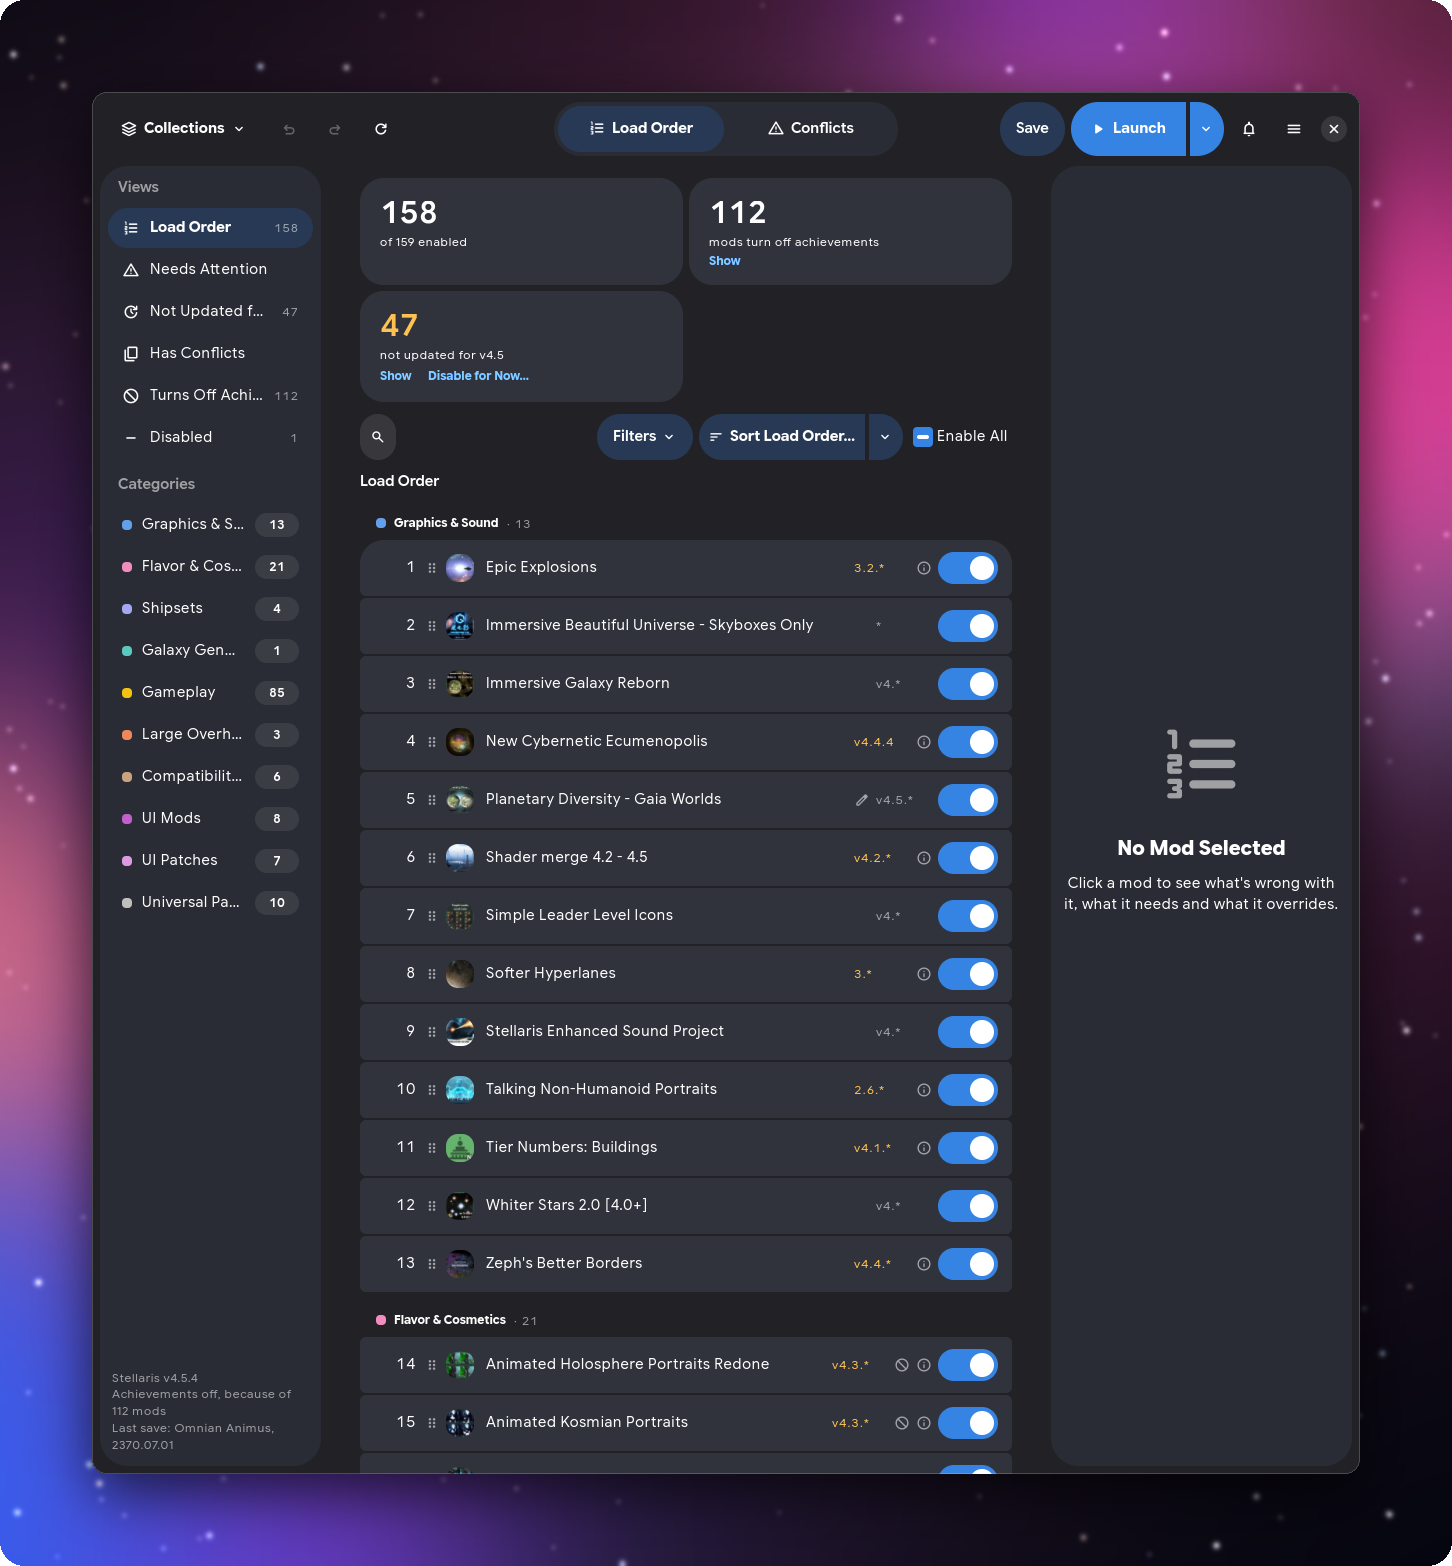 Collections
Load Order
Conflicts
Save
Launch
Views
Load Order 158
Needs Attention
Not Updated f... 47
Has Conflicts
Turns Off Achi... 112
Disabled 1
Categories
Graphics & S... 13
Flavor & Cos... 21
Shipsets 4
Galaxy Gen... 1
Gameplay 85
Large Overh... 3
Compatibilit... 6
UI Mods 8
UI Patches 7
Universal Pa... 10
Stellaris v4.5.4
Achievements off, because of
112 mods
Last save: Omnian Animus,
2370.07.01
158
of 159 enabled
112
mods turn off achievements
Show
47
not updated for v4.5
Show Disable for Now...
Filters
Sort Load Order...
Enable All
Load Order
Graphics & Sound · 13
1 Epic Explosions 3.2.*
2 Immersive Beautiful Universe - Skyboxes Only *
3 Immersive Galaxy Reborn v4.*
4 New Cybernetic Ecumenopolis v4.4.4
5 Planetary Diversity - Gaia Worlds v4.5.*
6 Shader merge 4.2 - 4.5 v4.2.*
7 Simple Leader Level Icons v4.*
8 Softer Hyperlanes 3.*
9 Stellaris Enhanced Sound Project v4.*
10 Talking Non-Humanoid Portraits 2.6.*
11 Tier Numbers: Buildings v4.1.*
12 Whiter Stars 2.0 [4.0+] v4.*
13 Zeph's Better Borders v4.4.*
Flavor & Cosmetics · 21
14 Animated Holosphere Portraits Redone v4.3.*
15 Animated Kosmian Portraits v4.3.*
1
2
3
No Mod Selected
Click a mod to see what's wrong with
it, what it needs and what it overrides.